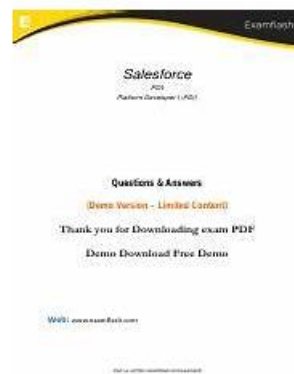 E
Examflash
Salesforce
PDI
Platform Developer I (PDI)
Questions & Answers
(Demo Version - Limited Content)
Thank you for Downloading exam PDF
Demo Download Free Demo
Web: www.examflash.com